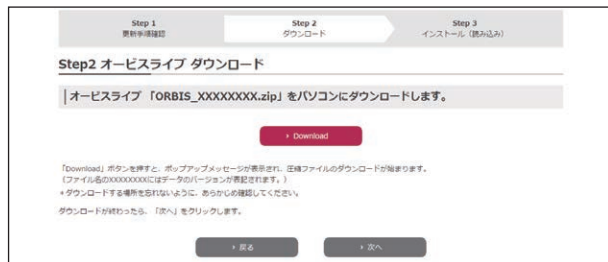 Step 1
更新手順確認
Step 2
ダウンロード
Step 3
インストール（読み込み）
Step2 オービスライブ ダウンロード
オービスライブ 「ORBIS_XXXXXXXX.zip」をパソコンにダウンロードします。
Download
「Download」ボタンを押すと、ポップアップメッセージが表示され、圧縮ファイルのダウンロードが始まります。
（ファイル名のXXXXXXXXにはデータのバージョンが表記されます。）
＊ダウンロードする場所を忘れないように、あらかじめ確認してください。
ダウンロードが終わったら、「次へ」をクリックします。
戻る
次へ